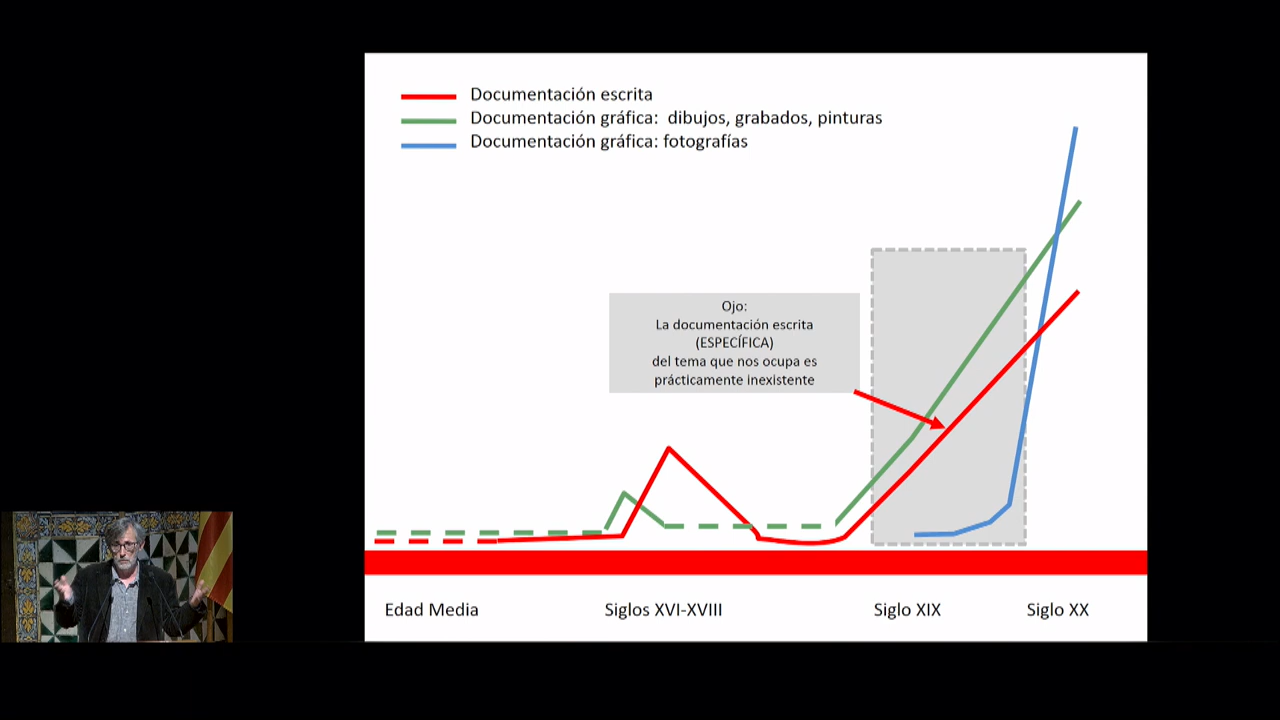 Documentación escrita
Documentación gráfica:  dibujos, grabados, pinturas
Documentación gráfica: fotografías
Ojo:
La documentación escrita
(ESPECÍFICA)
del tema que nos ocupa es
prácticamente inexistente
Edad Media
Siglos XVI-XVIII
Siglo XIX
Siglo XX